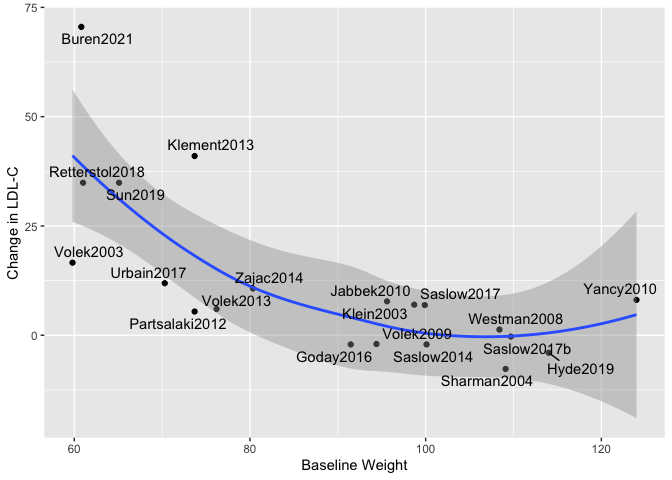 75
50
25
0
Change in LDL-C
Buren2021
Klement2013
Retterstol2018
Sun2019
Volek2003
Urbain2017
Zajac2014
Volek2013
Partsalaki2012
Jabbek2010
Saslow2017
Klein2003
Yancy2010
Westman2008
Volek2009
Goday2016
Saslow2014
Saslow2017b
Hyde2019
Sharman2004
60
80
100
120
Baseline Weight